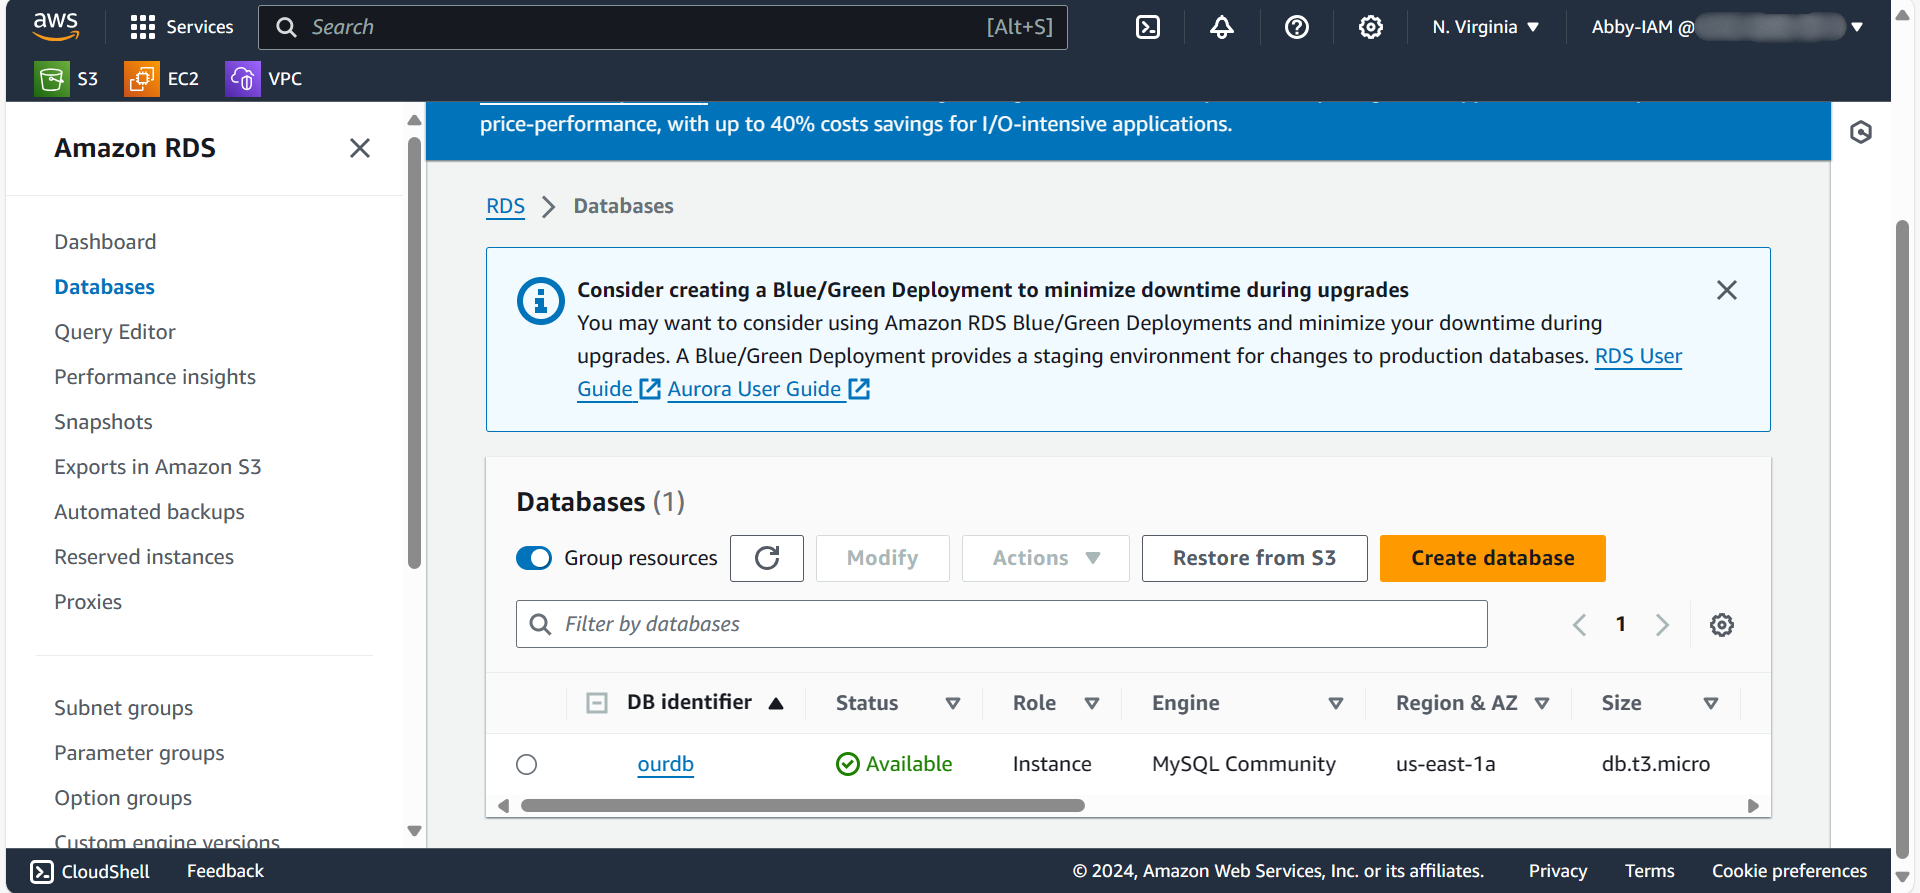 aws
Services
Search
[Alt+S]
N. Virginia
Abby-IAM @
S3
EC2
VPC
Amazon RDS
Dashboard
Databases
Query Editor
Performance insights
Snapshots
Exports in Amazon S3
Automated backups
Reserved instances
Proxies
Subnet groups
Parameter groups
Option groups
Custom engine versions
price-performance, with up to 40% costs savings for I/O-intensive applications.
RDS
Databases
Consider creating a Blue/Green Deployment to minimize downtime during upgrades
You may want to consider using Amazon RDS Blue/Green Deployments and minimize your downtime during
upgrades. A Blue/Green Deployment provides a staging environment for changes to production databases. RDS User
Guide Aurora User Guide
Databases (1)
Group resources
Modify
Actions
Restore from S3
Create database
Filter by databases
1
DB identifier Status Role Engine Region & AZ Size
ourdb Available Instance MySQL Community us-east-1a db.t3.micro
CloudShell
Feedback
© 2024, Amazon Web Services, Inc. or its affiliates.
Privacy
Terms
Cookie preferences